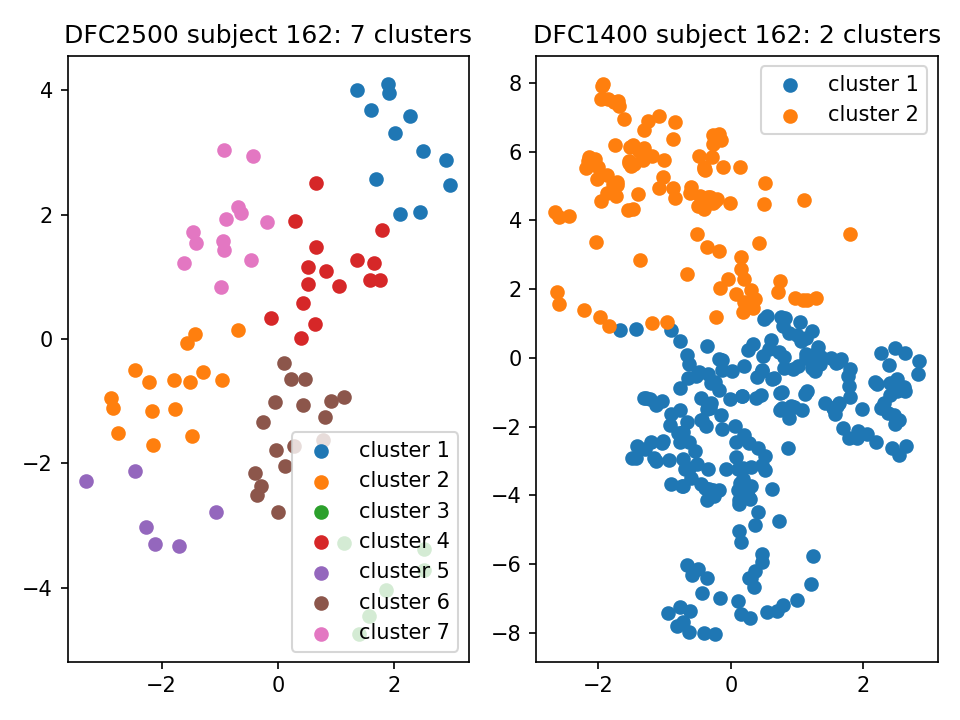 DFC2500 subject 162: 7 clusters
4
2
0
−2
−4
−2
0
2
cluster 1
cluster 2
cluster 3
cluster 4
cluster 5
cluster 6
cluster 7
DFC1400 subject 162: 2 clusters
8
6
4
2
0
−2
−4
−6
−8
−2
0
2
cluster 1
cluster 2